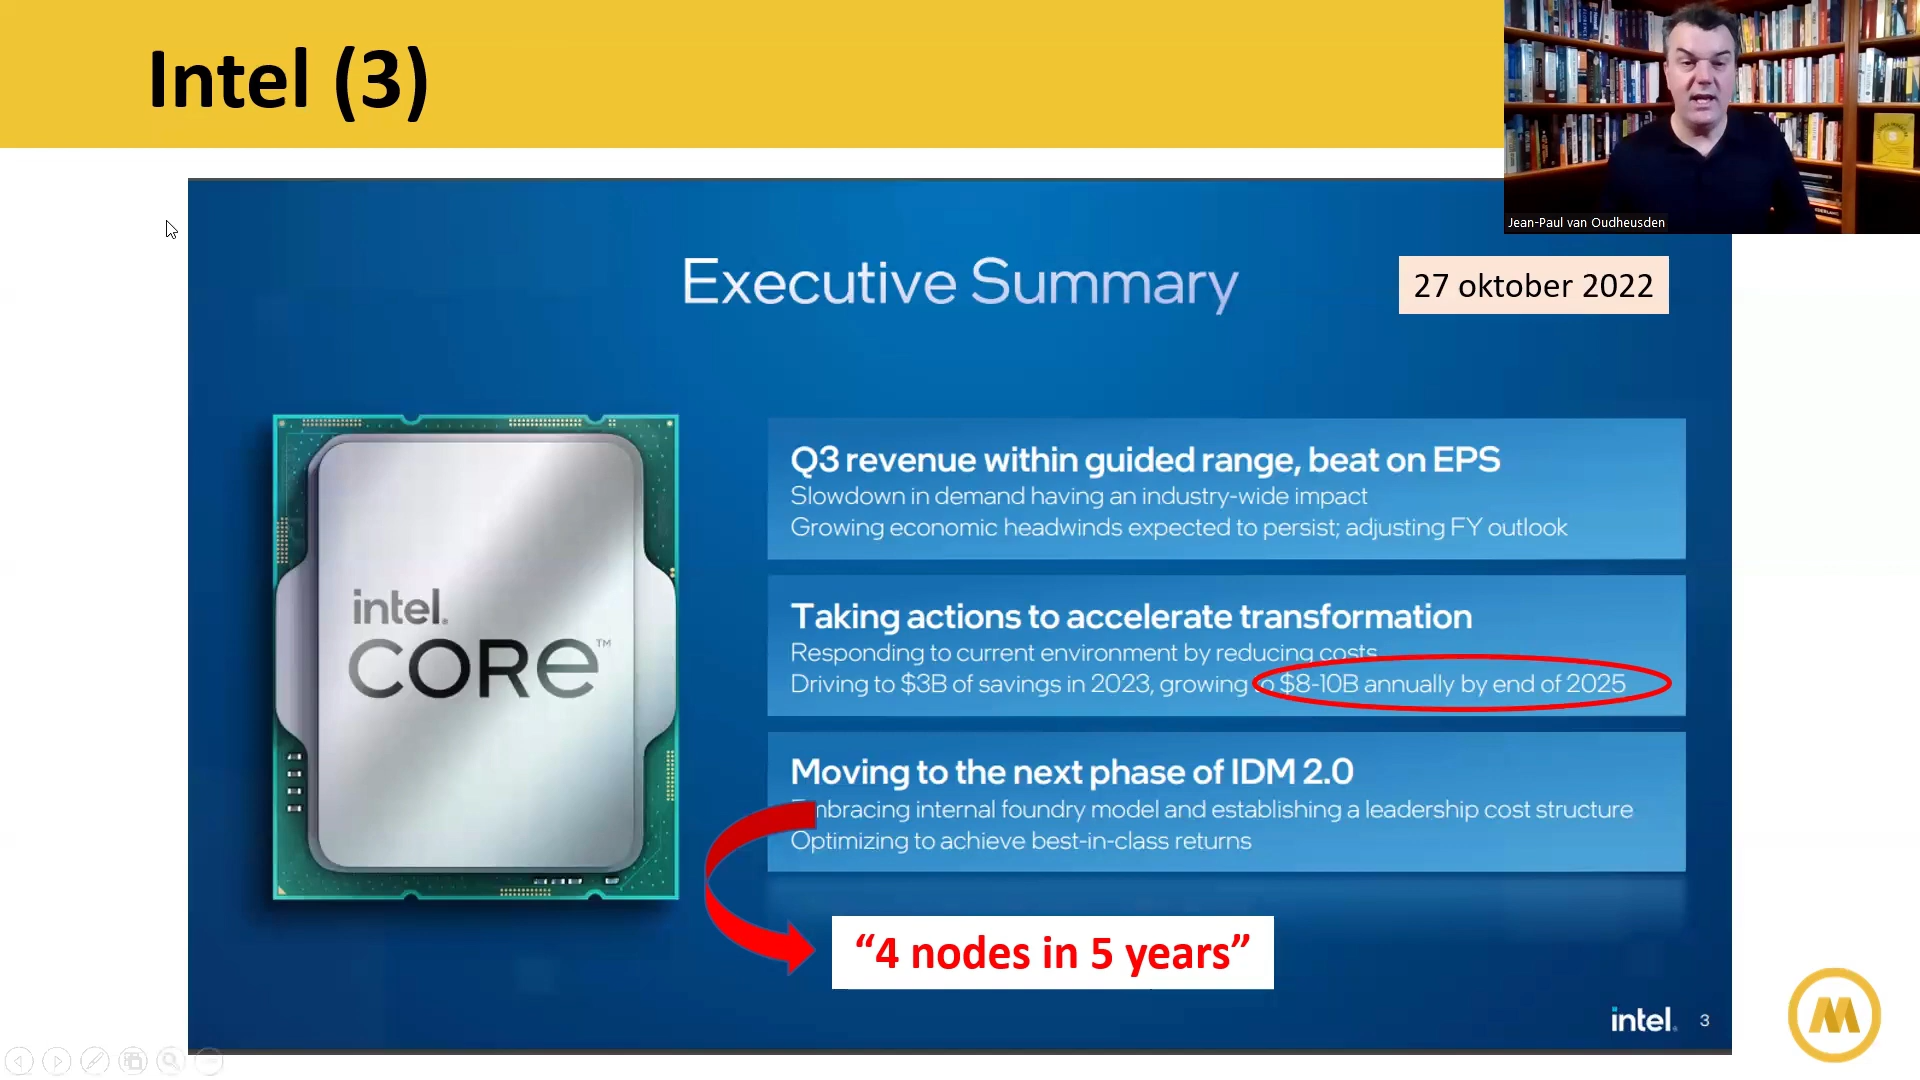 Intel (3)
Jean-Paul van Oudheusden
Executive Summary
27 oktober 2022
intel.
CORE™
Q3 revenue within guided range, beat on EPS
Slowdown in demand having an industry-wide impact
Growing economic headwinds expected to persist; adjusting FY outlook
Taking actions to accelerate transformation
Responding to current environment by reducing costs
Driving to $3B of savings in 2023, growing to $8-10B annually by end of 2025
Moving to the next phase of IDM 2.0
Embracing internal foundry model and establishing a leadership cost structure
Optimizing to achieve best-in-class returns
“4 nodes in 5 years”
intel.
3
M